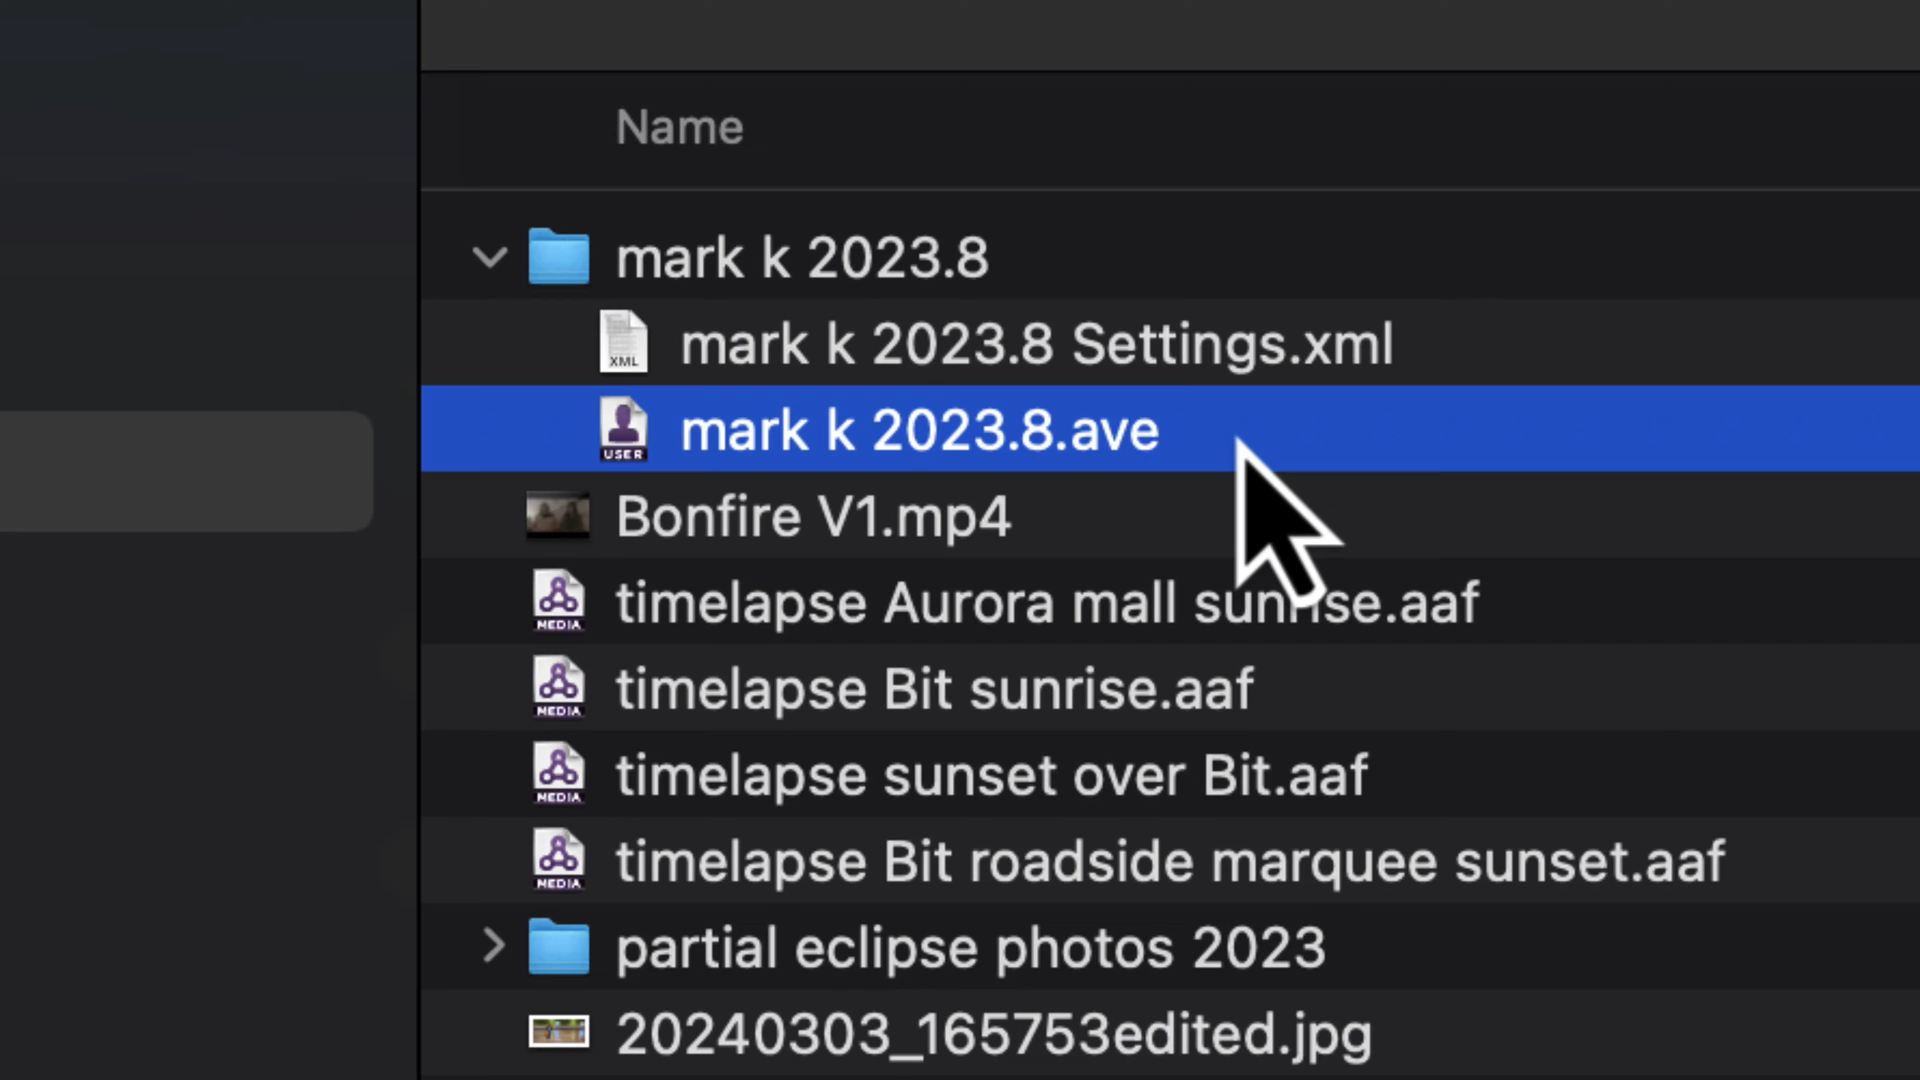 Name
mark k 2023.8
XML
mark k 2023.8 Settings.xml
USER
mark k 2023.8.ave
Bonfire V1.mp4
MEDIA
timelapse Aurora mall sunrise.aaf
MEDIA
timelapse Bit sunrise.aaf
MEDIA
timelapse sunset over Bit.aaf
MEDIA
timelapse Bit roadside marquee sunset.aaf
partial eclipse photos 2023
20240303_165753edited.jpg